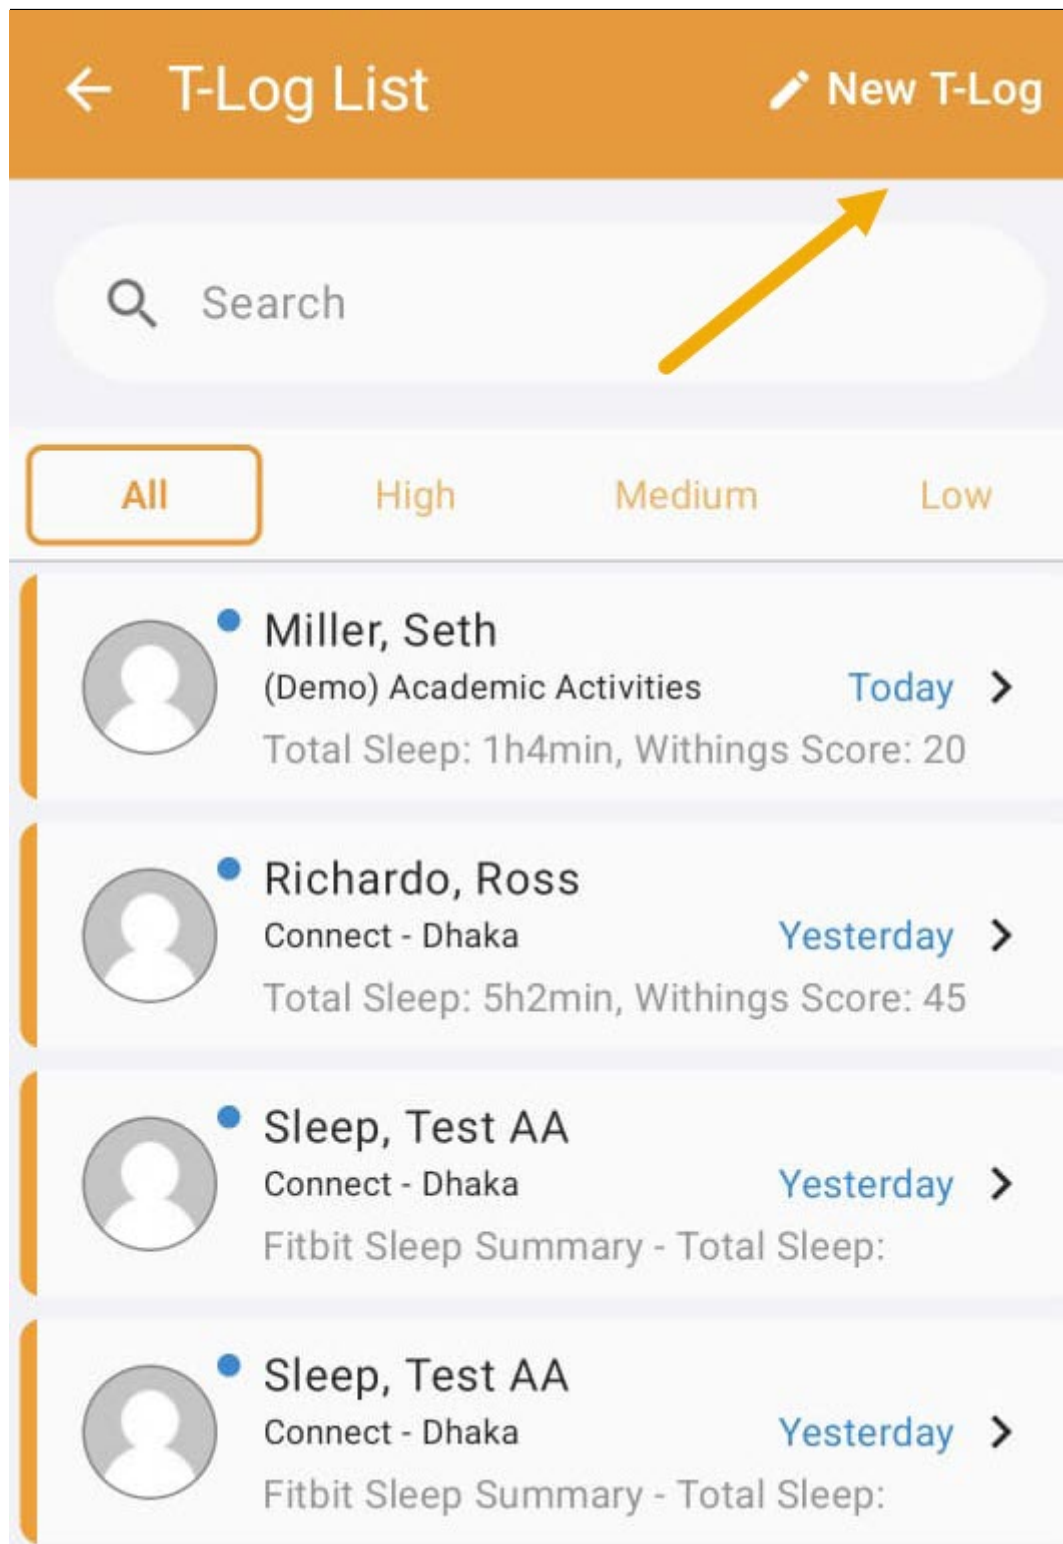 T-Log List
New T-Log
Search
All High Medium Low
Miller, Seth
(Demo) Academic Activities Today
Total Sleep: 1h4min, Withings Score: 20
Richardo, Ross
Connect - Dhaka Yesterday
Total Sleep: 5h2min, Withings Score: 45
Sleep, Test AA
Connect - Dhaka Yesterday
Fitbit Sleep Summary - Total Sleep:
Sleep, Test AA
Connect - Dhaka Yesterday
Fitbit Sleep Summary - Total Sleep: